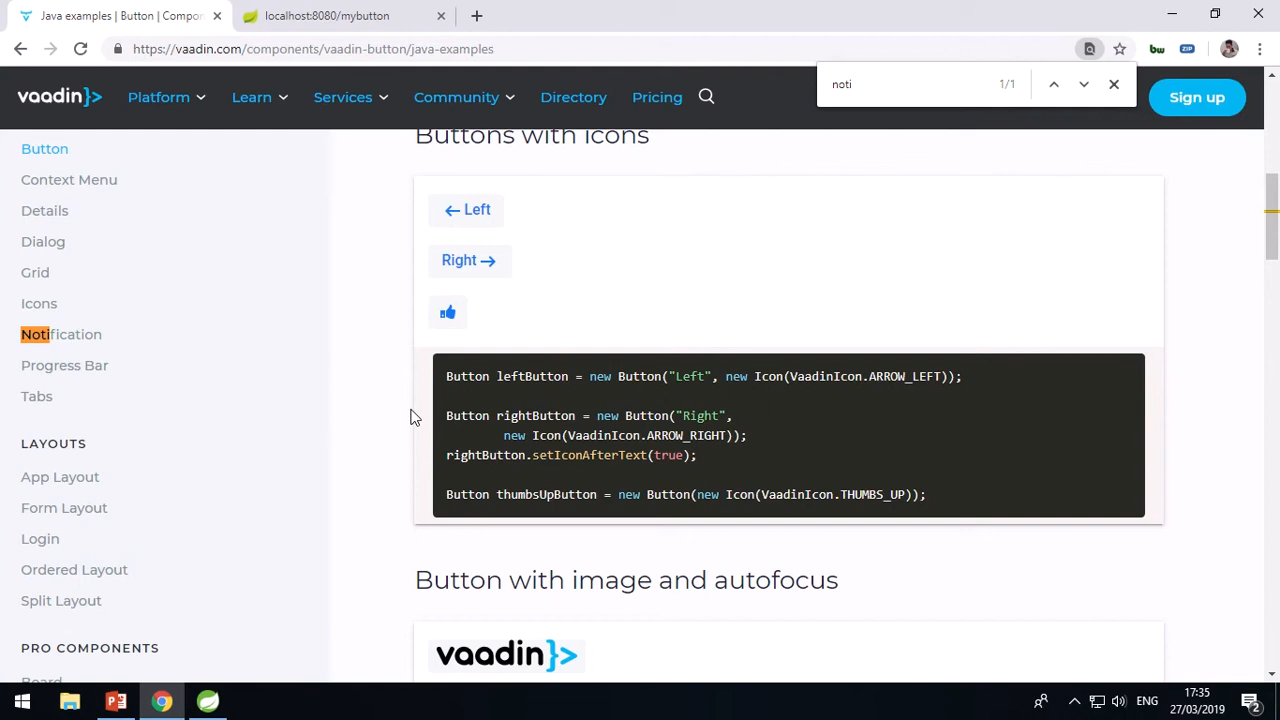 Java examples | Button | Compor
localhost:8080/mybutton
https://vaadin.com/components/vaadin-button/java-examples
bw
ZIP
noti
1/1
vaadin}>
Platform
Learn
Services
Community
Directory
Pricing
Sign up
Button
Context Menu
Details
Dialog
Grid
Icons
Notification
Progress Bar
Tabs
LAYOUTS
App Layout
Form Layout
Login
Ordered Layout
Split Layout
PRO COMPONENTS
Board
Buttons with icons
← Left
Right →
Button leftButton = new Button("Left", new Icon(VaadinIcon.ARROW_LEFT));
Button rightButton = new Button("Right",
new Icon(VaadinIcon.ARROW_RIGHT));
rightButton.setIconAfterText(true);
Button thumbsUpButton = new Button(new Icon(VaadinIcon.THUMBS_UP));
Button with image and autofocus
vaadin}>
ENG
17:35
27/03/2019
2